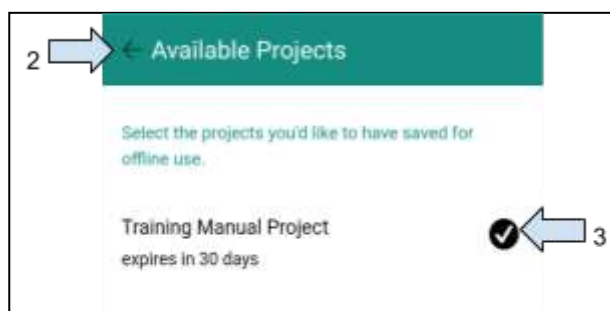 2 Available Projects
Select the projects you'd like to have saved for
offline use.
Training Manual Project
3
expires in 30 days